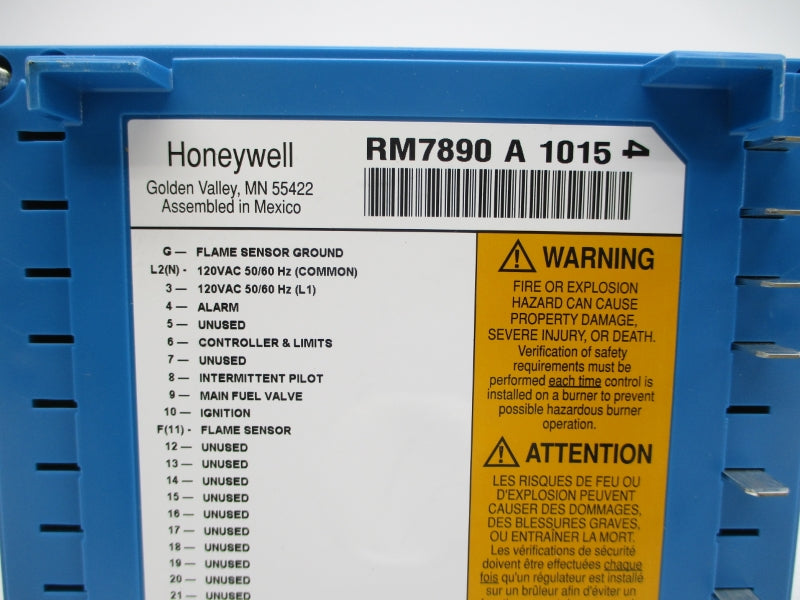 Honeywell
Golden Valley, MN 55422
Assembled in Mexico
RM7890 A 1015 4
G — FLAME SENSOR GROUND
L2(N) - 120VAC 50/60 Hz (COMMON)
3 — 120VAC 50/60 Hz (L1)
4 — ALARM
5 — UNUSED
6 — CONTROLLER & LIMITS
7 — UNUSED
8 — INTERMITTENT PILOT
9 — MAIN FUEL VALVE
10 — IGNITION
F(11) - FLAME SENSOR
12 — UNUSED
13 — UNUSED
14 — UNUSED
15 — UNUSED
16 — UNUSED
17 — UNUSED
18 — UNUSED
19 — UNUSED
20 — UNUSED
21 — UNUSED
WARNING
FIRE OR EXPLOSION
HAZARD CAN CAUSE
PROPERTY DAMAGE,
SEVERE INJURY, OR DEATH.
Verification of safety
requirements must be
performed each time control is
installed on a burner to prevent
possible hazardous burner
operation.
ATTENTION
LES RISQUES DE FEU OU
D'EXPLOSION PEUVENT
CAUSER DES DOMMAGES,
DES BLESSURES GRAVES,
OU ENTRAÎNER LA MORT.
Les vérifications de sécurité
doivent être effectuées chaque
fois qu'un régulateur est installé
sur un brûleur afin d'éviter un